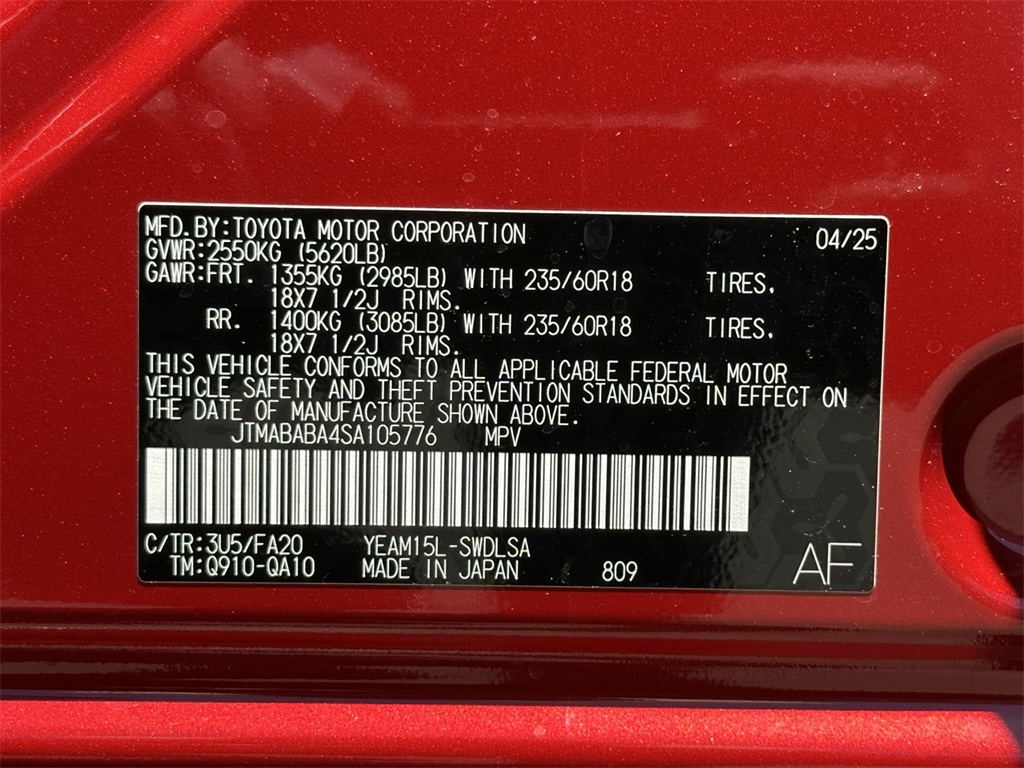 MFD.BY:TOYOTA MOTOR CORPORATION 04/25
GVWR:2550KG (5620LB)
GAWR:FRT. 1355KG (2985LB) WITH 235/60R18 TIRES.
18X7 1/2J RIMS.
RR. 1400KG (3085LB) WITH 235/60R18 TIRES.
18X7 1/2J RIMS.
THIS VEHICLE CONFORMS TO ALL APPLICABLE FEDERAL MOTOR
VEHICLE SAFETY AND THEFT PREVENTION STANDARDS IN EFFECT ON
THE DATE OF MANUFACTURE SHOWN ABOVE.
JTMABABA4SA105776 MPV
C/TR:3U5/FA20 YEAM15L-SWDLSA
TM:Q910-QA10 MADE IN JAPAN 809 AF